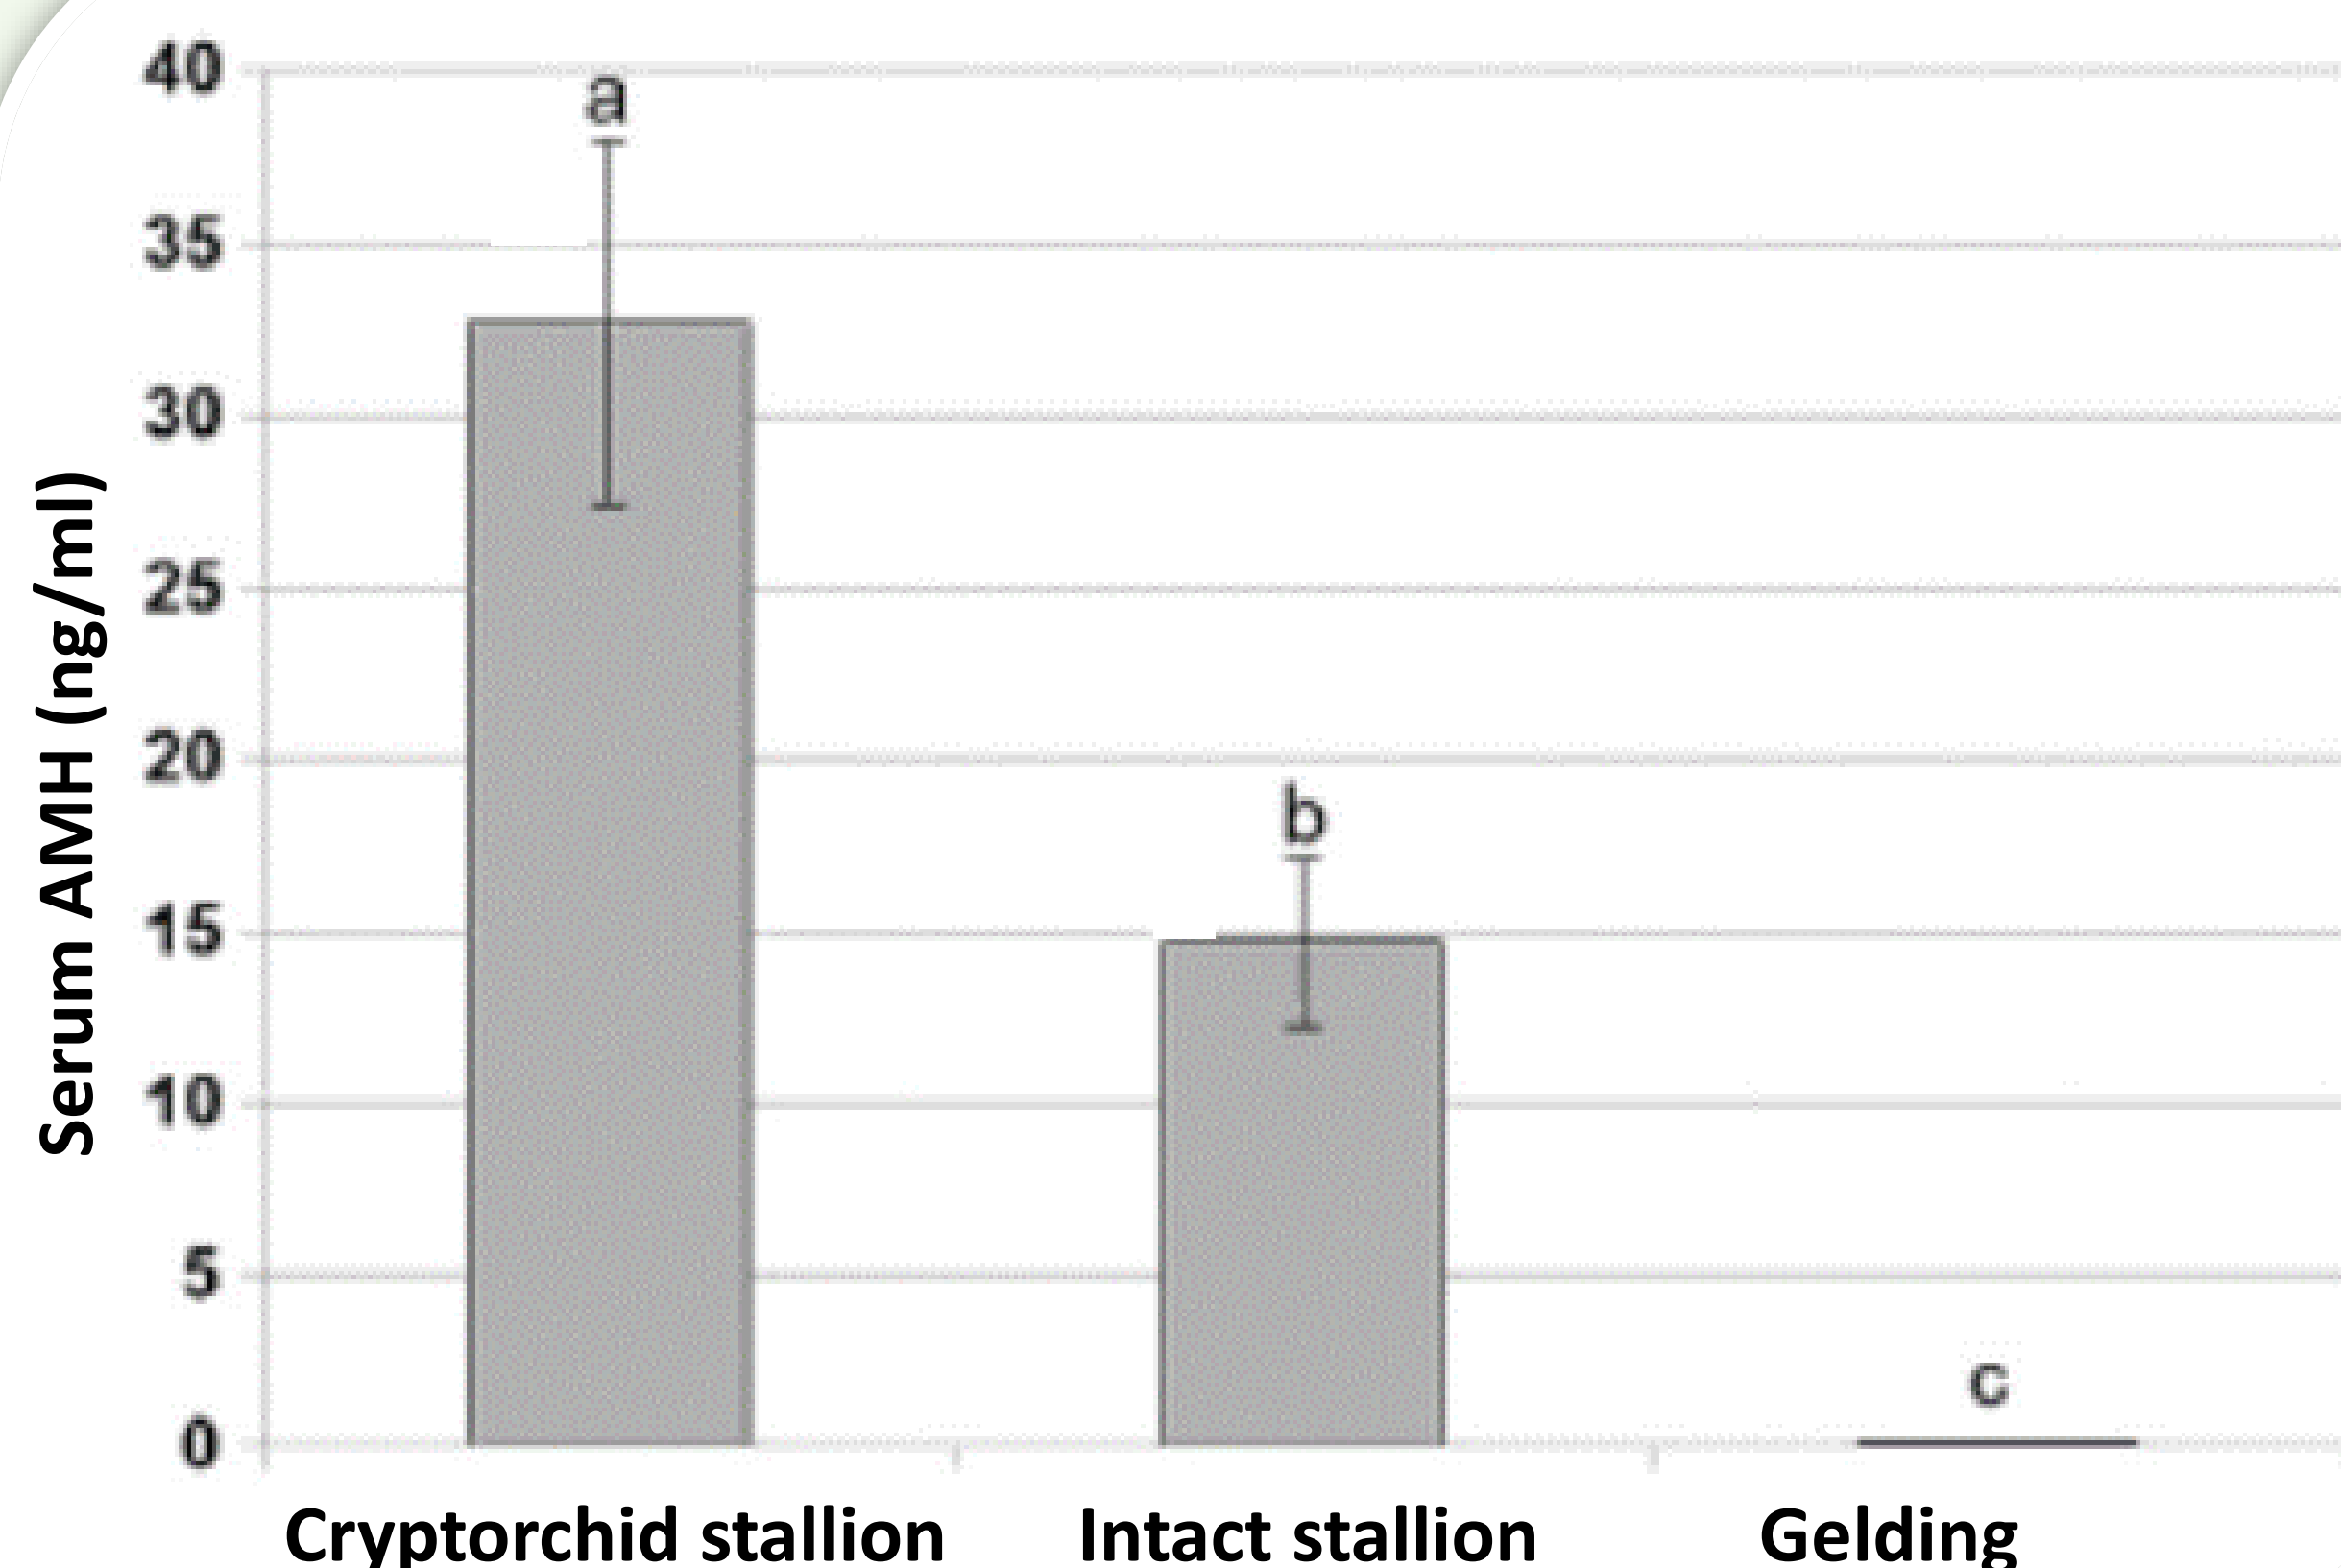 Serum AMH (ng/ml)
40
35
30
25
20
15
10
5
0
a
b
c
Cryptorchid stallion
Intact stallion
Gelding